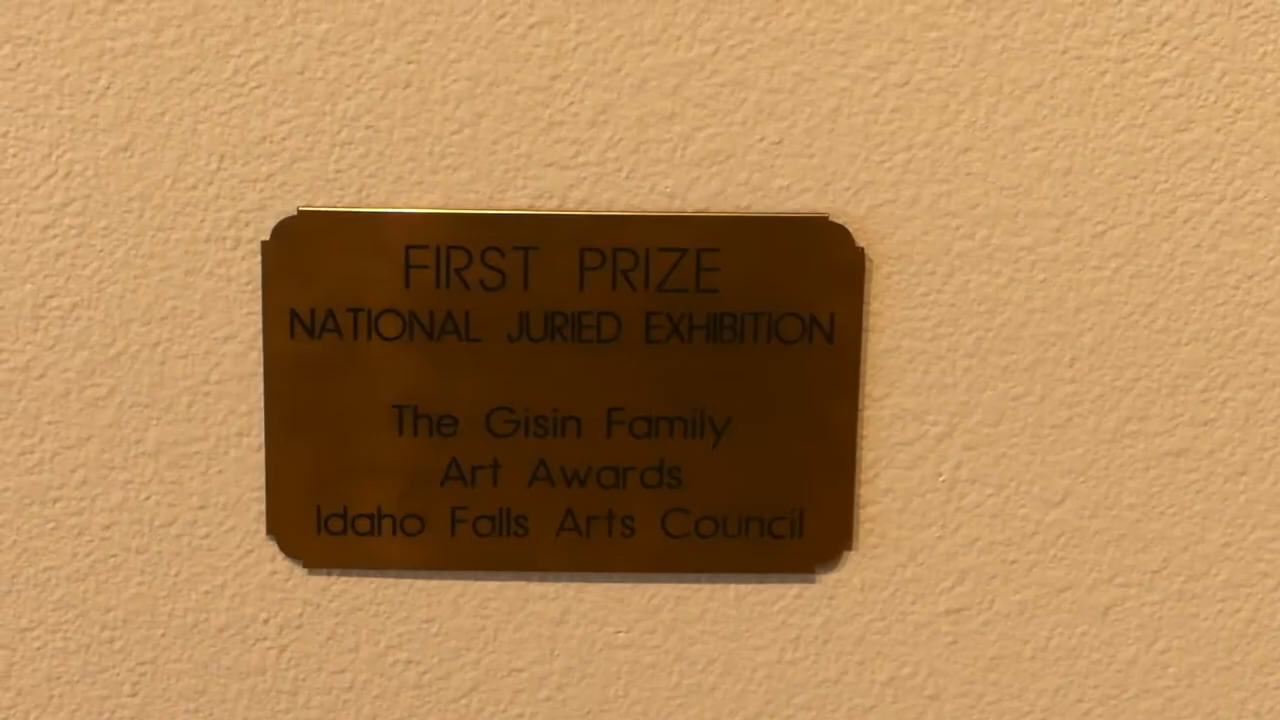 FIRST PRIZE
NATIONAL JURIED EXHIBITION
The Gisin Family
Art Awards
Idaho Falls Arts Council